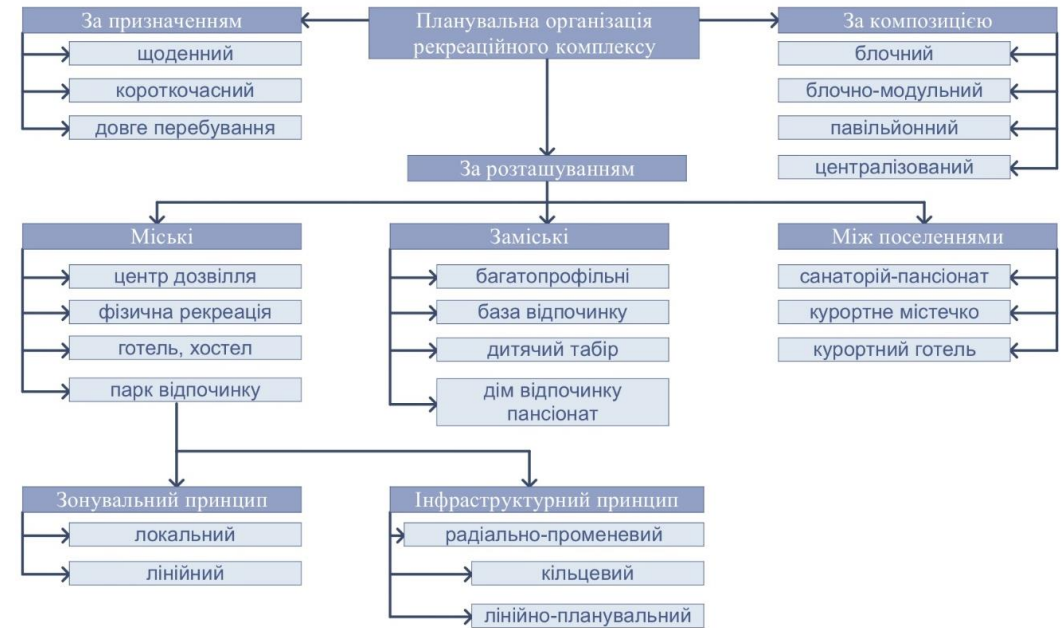 За призначенням
щоденний
короткочасний
довге перебування
Планувальна організація
рекреаційного комплексу
За композицією
блочний
блочно-модульний
павільйонний
централізований
За розташуванням
Міські
центр дозвілля
фізична рекреація
готель, хостел
парк відпочинку
Заміські
багатопрофільні
база відпочинку
дитячий табір
дім відпочинку
пансіонат
Між поселеннями
санаторій-пансіонат
курортне містечко
курортний готель
Зонувальний принцип
локальний
лінійний
Інфраструктурний принцип
радіально-променевий
кільцевий
лінійно-планувальний